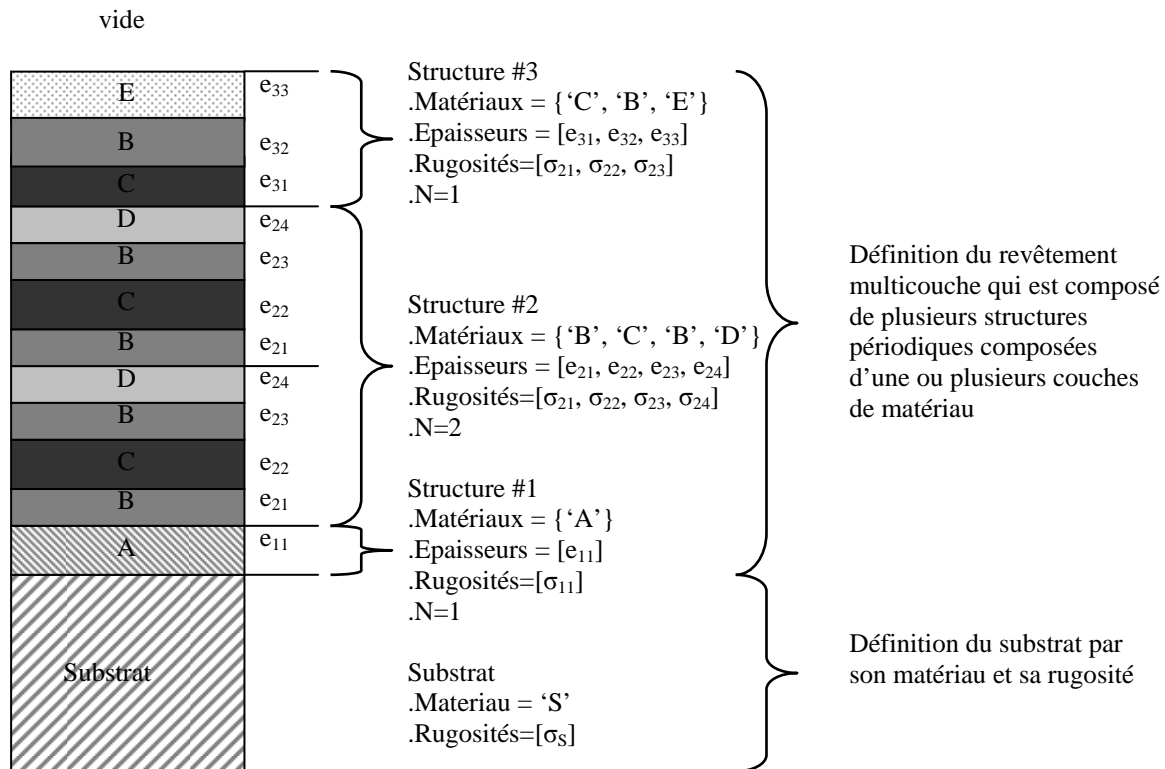 vide
E
B
C
D
B
C
B
D
B
C
B
A
Substrat
e₃₃
e₃₂
e₃₁
e₂₄
e₂₃
e₂₂
e₂₁
e₂₄
e₂₃
e₂₂
e₂₁
e₁₁
Structure #3
.Matériaux = {‘C’, ‘B’, ‘E’}
.Epaisseurs = [e₃₁, e₃₂, e₃₃]
.Rugosités=[σ₂₁, σ₂₂, σ₂₃]
.N=1
Structure #2
.Matériaux = {‘B’, ‘C’, ‘B’, ‘D’}
.Epaisseurs = [e₂₁, e₂₂, e₂₃, e₂₄]
.Rugosités=[σ₂₁, σ₂₂, σ₂₃, σ₂₄]
.N=2
Structure #1
.Matériaux = {‘A’}
.Epaisseurs = [e₁₁]
.Rugosités=[σ₁₁]
.N=1
Substrat
.Materiau = ‘S’
.Rugosités=[σₛ]
Définition du revêtement
multicouche qui est composé
de plusieurs structures
périodiques composées
d’une ou plusieurs couches
de matériau
Définition du substrat par
son matériau et sa rugosité